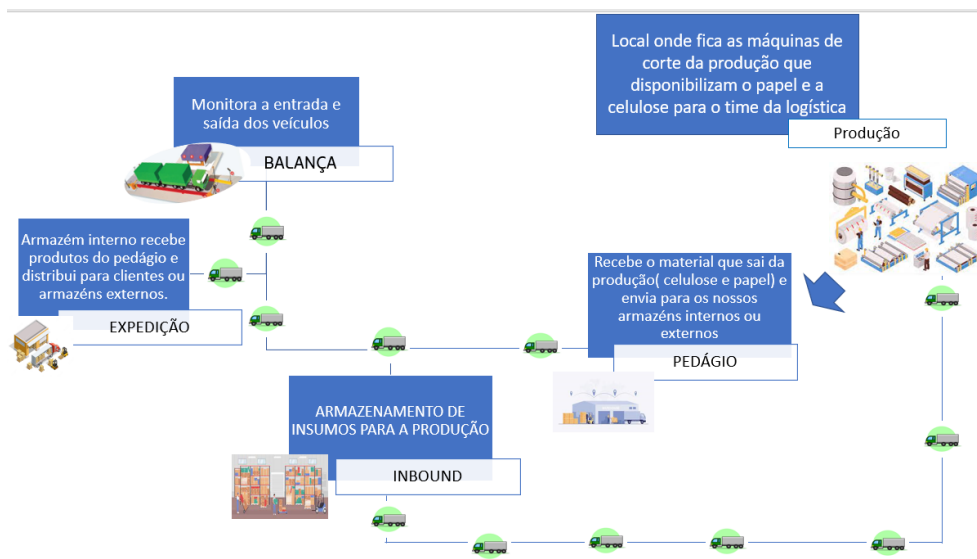 Local onde fica as máquinas de
corte da produção que
disponibilizam o papel e a
celulose para o time da logística
Produção
Monitora a entrada e
saída dos veículos
BALANÇA
Armazém interno recebe
produtos do pedágio e
distribui para clientes ou
armazéns externos.
EXPEDIÇÃO
Recebe o material que sai da
produção( celulose e papel) e
envia para os nossos
armazéns internos ou
externos
PEDÁGIO
ARMAZENAMENTO DE
INSUMOS PARA A PRODUÇÃO
INBOUND